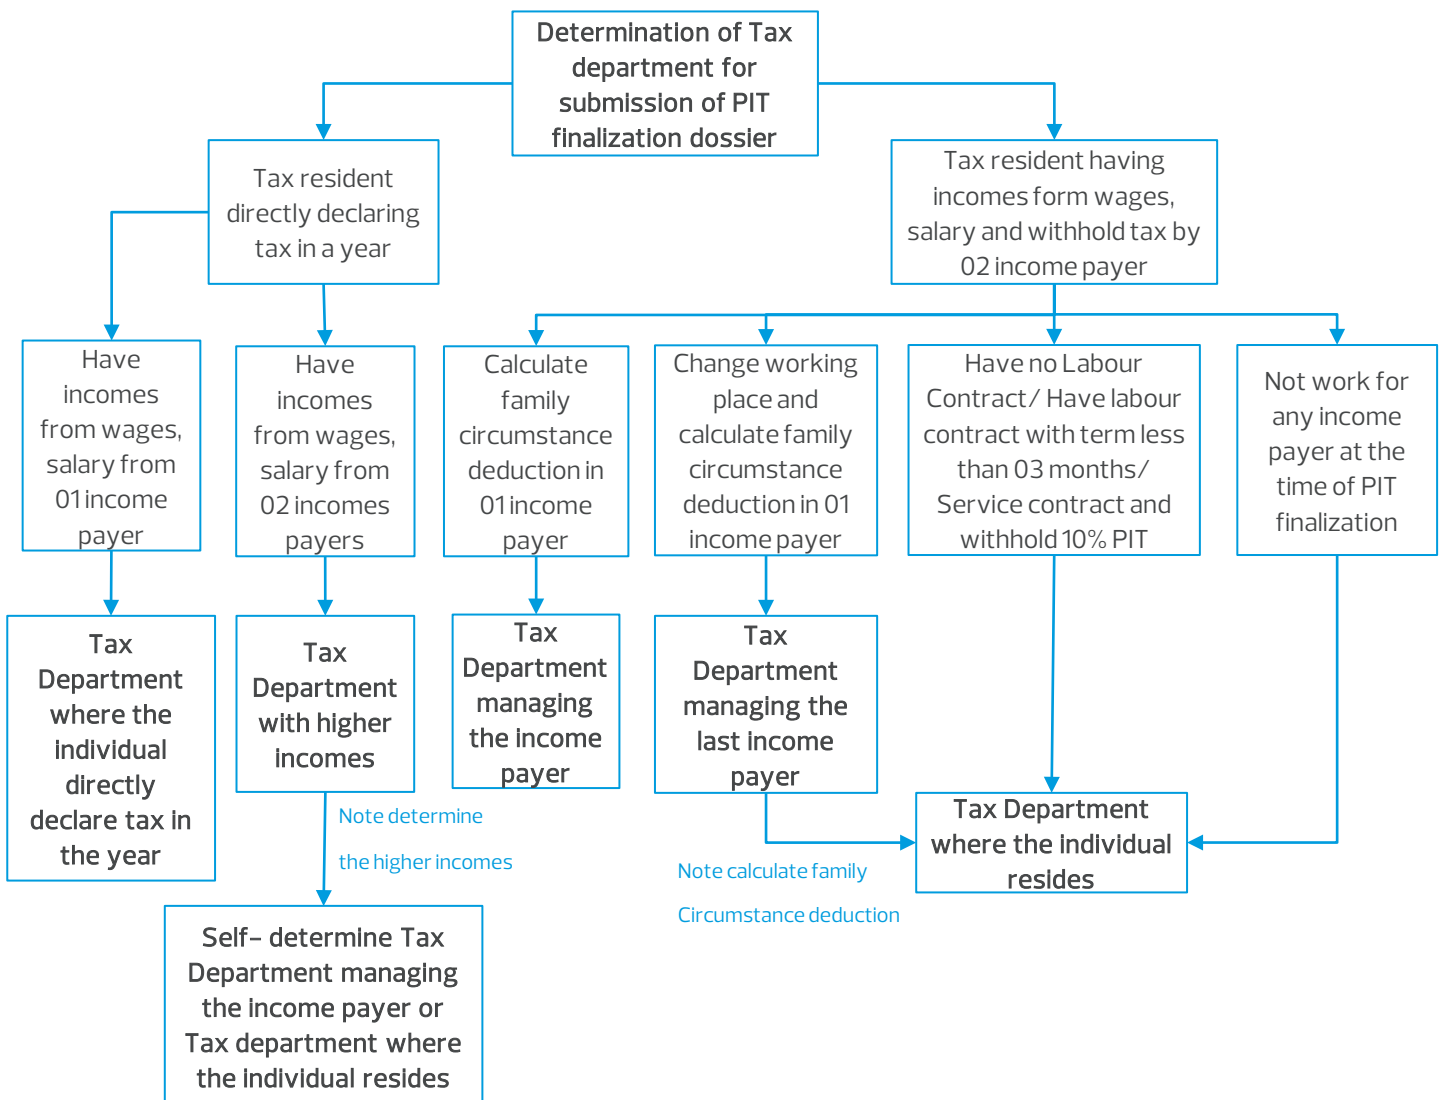 Determination of Tax
department for
submission of PIT
finalization dossier
Tax resident
directly declaring
tax in a year
Tax resident having
incomes form wages,
salary and withhold tax by
02 income payer
Have
incomes
from wages,
salary from
01 income
payer
Have
incomes
from wages,
salary from
02 incomes
payers
Calculate
family
circumstance
deduction in
01 income
payer
Change working
place and
calculate family
circumstance
deduction in 01
income payer
Have no Labour
Contract/ Have labour
contract with term less
than 03 months/
Service contract and
withhold 10% PIT
Not work for
any income
payer at the
time of PIT
finalization
Tax
Department
where the
individual
directly
declare tax in
the year
Tax
Department
with higher
incomes
Tax
Department
managing
the income
payer
Tax
Department
managing the
last income
payer
Tax Department
where the individual
resides
Note determine
the higher incomes
Note calculate family
Circumstance deduction
Self- determine Tax
Department managing
the income payer or
Tax department where
the individual resides